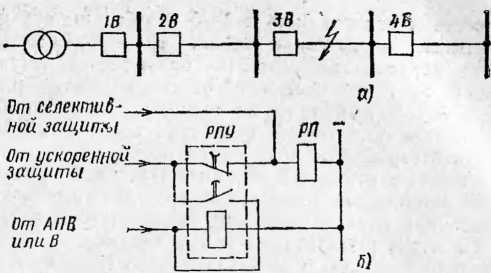 1В
2В
3В
4В
а)
От селектив-
ной защиты
РПУ
РП
От ускоренной
защиты
От АПВ
или В
б)